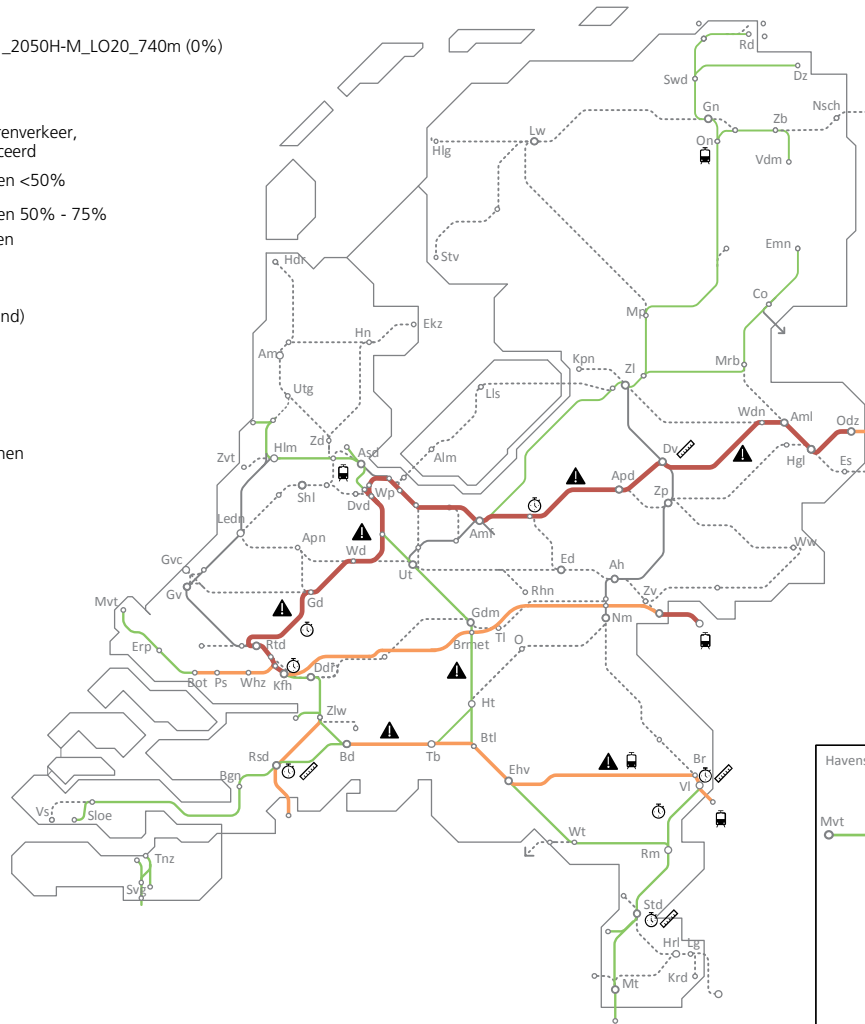 _2050H-M_LO20_740m (0%)
renverkeer,
ceerd
en <50%
en 50% - 75%
en
nd)
nen
Rd
Swd
Dz
Gn
Zb
Nsch
On
Vdm
Lw
Hlg
Stv
Emn
Co
Mp
Mrb
Hdr
Hn
Ekz
Am
Kpn
Zl
Utg
Lls
Wdn
Aml
Odz
Zd
Asd
Alm
Dv
Hgl
Es
Zvt
Hlm
Shl
Wp
Dvd
Apd
Zp
Ledn
Apn
Wd
Amf
Ww
Gvc
Gv
Gd
Ut
Ed
Ah
Rhn
Zv
Mvt
Gdm
Nm
Erp
Rtd
Brmet
Tl
O
Bot
Ps
Whz
Kfh
Ddr
Ht
Zlw
Btl
Rsd
Bd
Tb
Ehv
Br
Vl
Bgn
Vs
Sloe
Wt
Rm
Tnz
Svg
Std
Hrl
Lg
Krd
Mt
Havens
Mvt